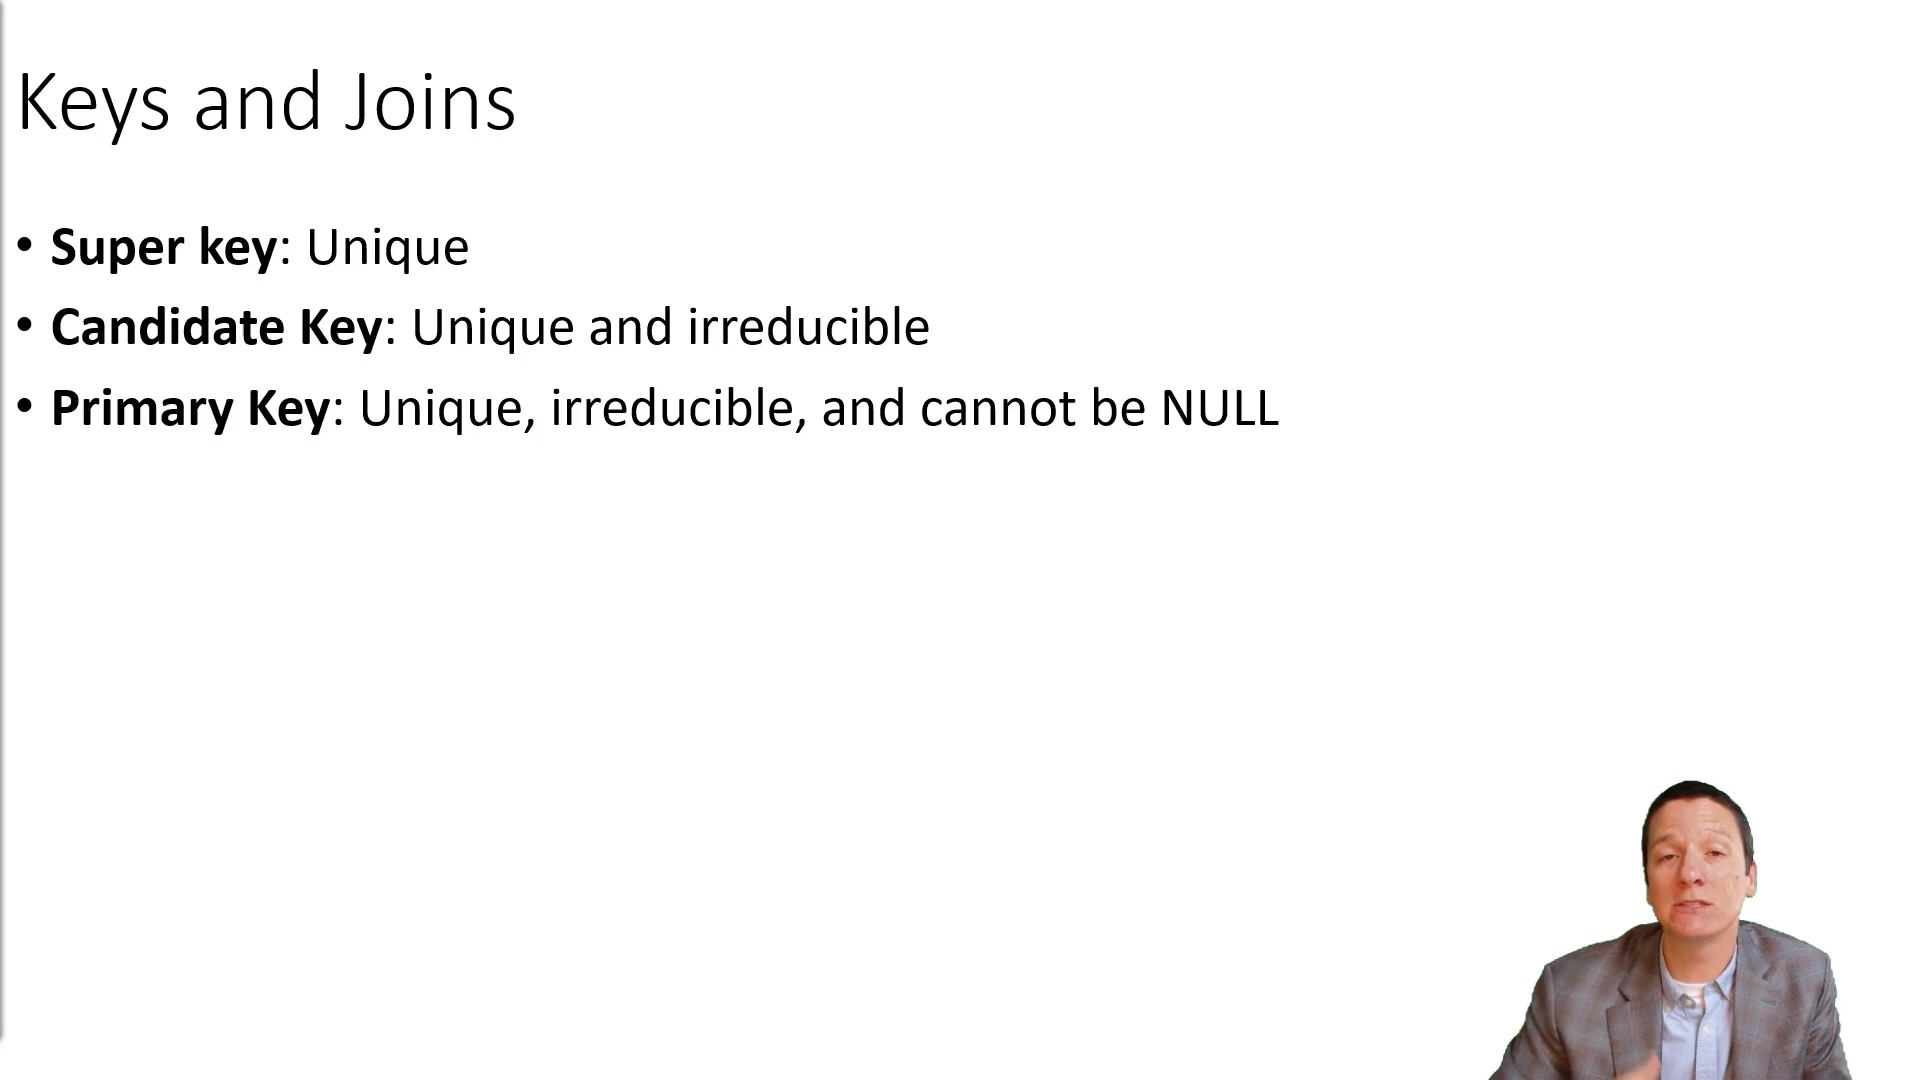 Keys and Joins
• Super key: Unique
• Candidate Key: Unique and irreducible
• Primary Key: Unique, irreducible, and cannot be NULL